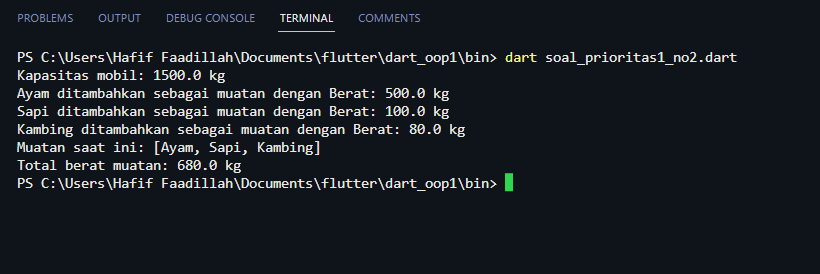 PROBLEMS OUTPUT DEBUG CONSOLE TERMINAL COMMENTS
PS C:\Users\Hafif Faadillah\Documents\flutter\dart_oop1\bin> dart soal_prioritas1_no2.dart
Kapasitas mobil: 1500.0 kg
Ayam ditambahkan sebagai muatan dengan Berat: 500.0 kg
Sapi ditambahkan sebagai muatan dengan Berat: 100.0 kg
Kambing ditambahkan sebagai muatan dengan Berat: 80.0 kg
Muatan saat ini: [Ayam, Sapi, Kambing]
Total berat muatan: 680.0 kg
PS C:\Users\Hafif Faadillah\Documents\flutter\dart_oop1\bin>